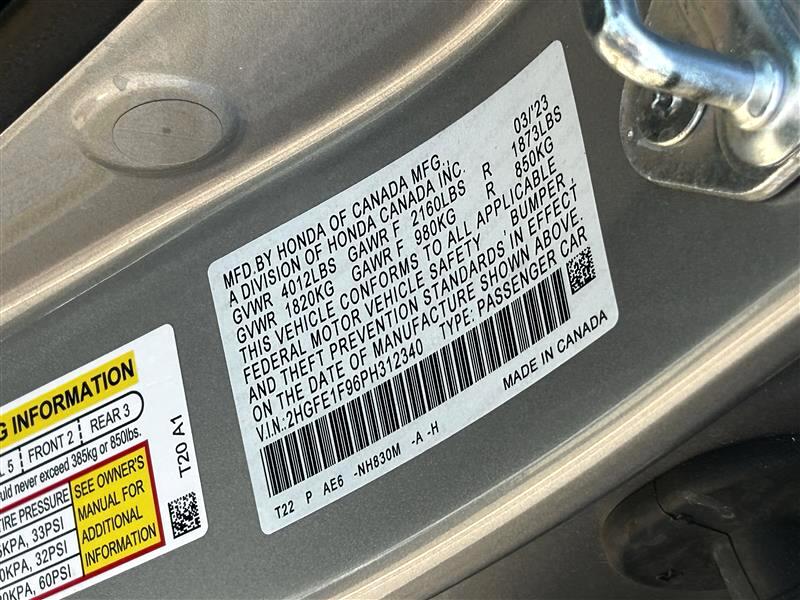 MFD.BY HONDA OF CANADA MFG. 03/'23
A DIVISION OF HONDA CANADA INC.
GVWR 4012LBS GAWR F 2160LBS R 1873LBS
GVWR 1820KG GAWR F 980KG R 850KG
THIS VEHICLE CONFORMS TO ALL APPLICABLE
FEDERAL MOTOR VEHICLE SAFETY , BUMPER ,
AND THEFT PREVENTION STANDARDS IN EFFECT
ON THE DATE OF MANUFACTURE SHOWN ABOVE.
V.I.N.:2HGFE1F96PH312340 TYPE: PASSENGER CAR
T22 P AE6 -NH830M -A -H MADE IN CANADA
G INFORMATION
L 5 FRONT 2 REAR 3
uld never exceed 385kg or 850lbs.
TIRE PRESSURE
KPA, 33PSI
0KPA, 32PSI
20KPA, 60PSI
SEE OWNER'S
MANUAL FOR
ADDITIONAL
INFORMATION
T20 A1